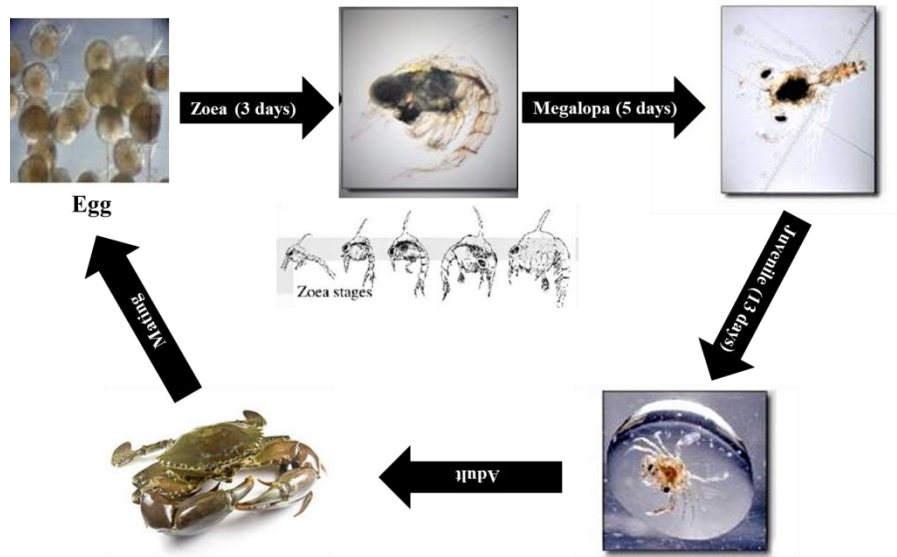 Zoea (3 days)
Megalopa (5 days)
Egg
Zoea stages
Juvenile (13 days)
Mating
Adult